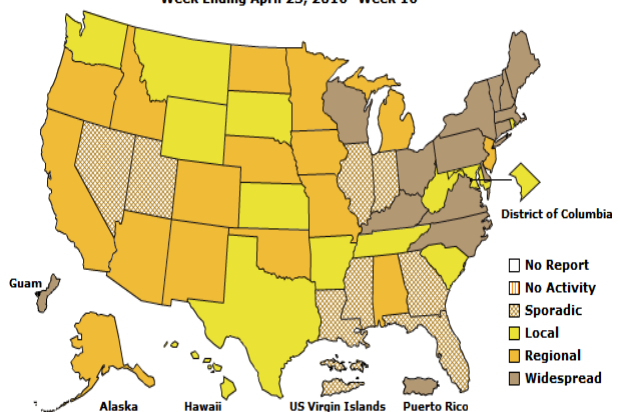 District of Columbia
Guam
No Report
No Activity
Sporadic
Local
Regional
Widespread
Alaska
Hawaii
US Virgin Islands
Puerto Rico